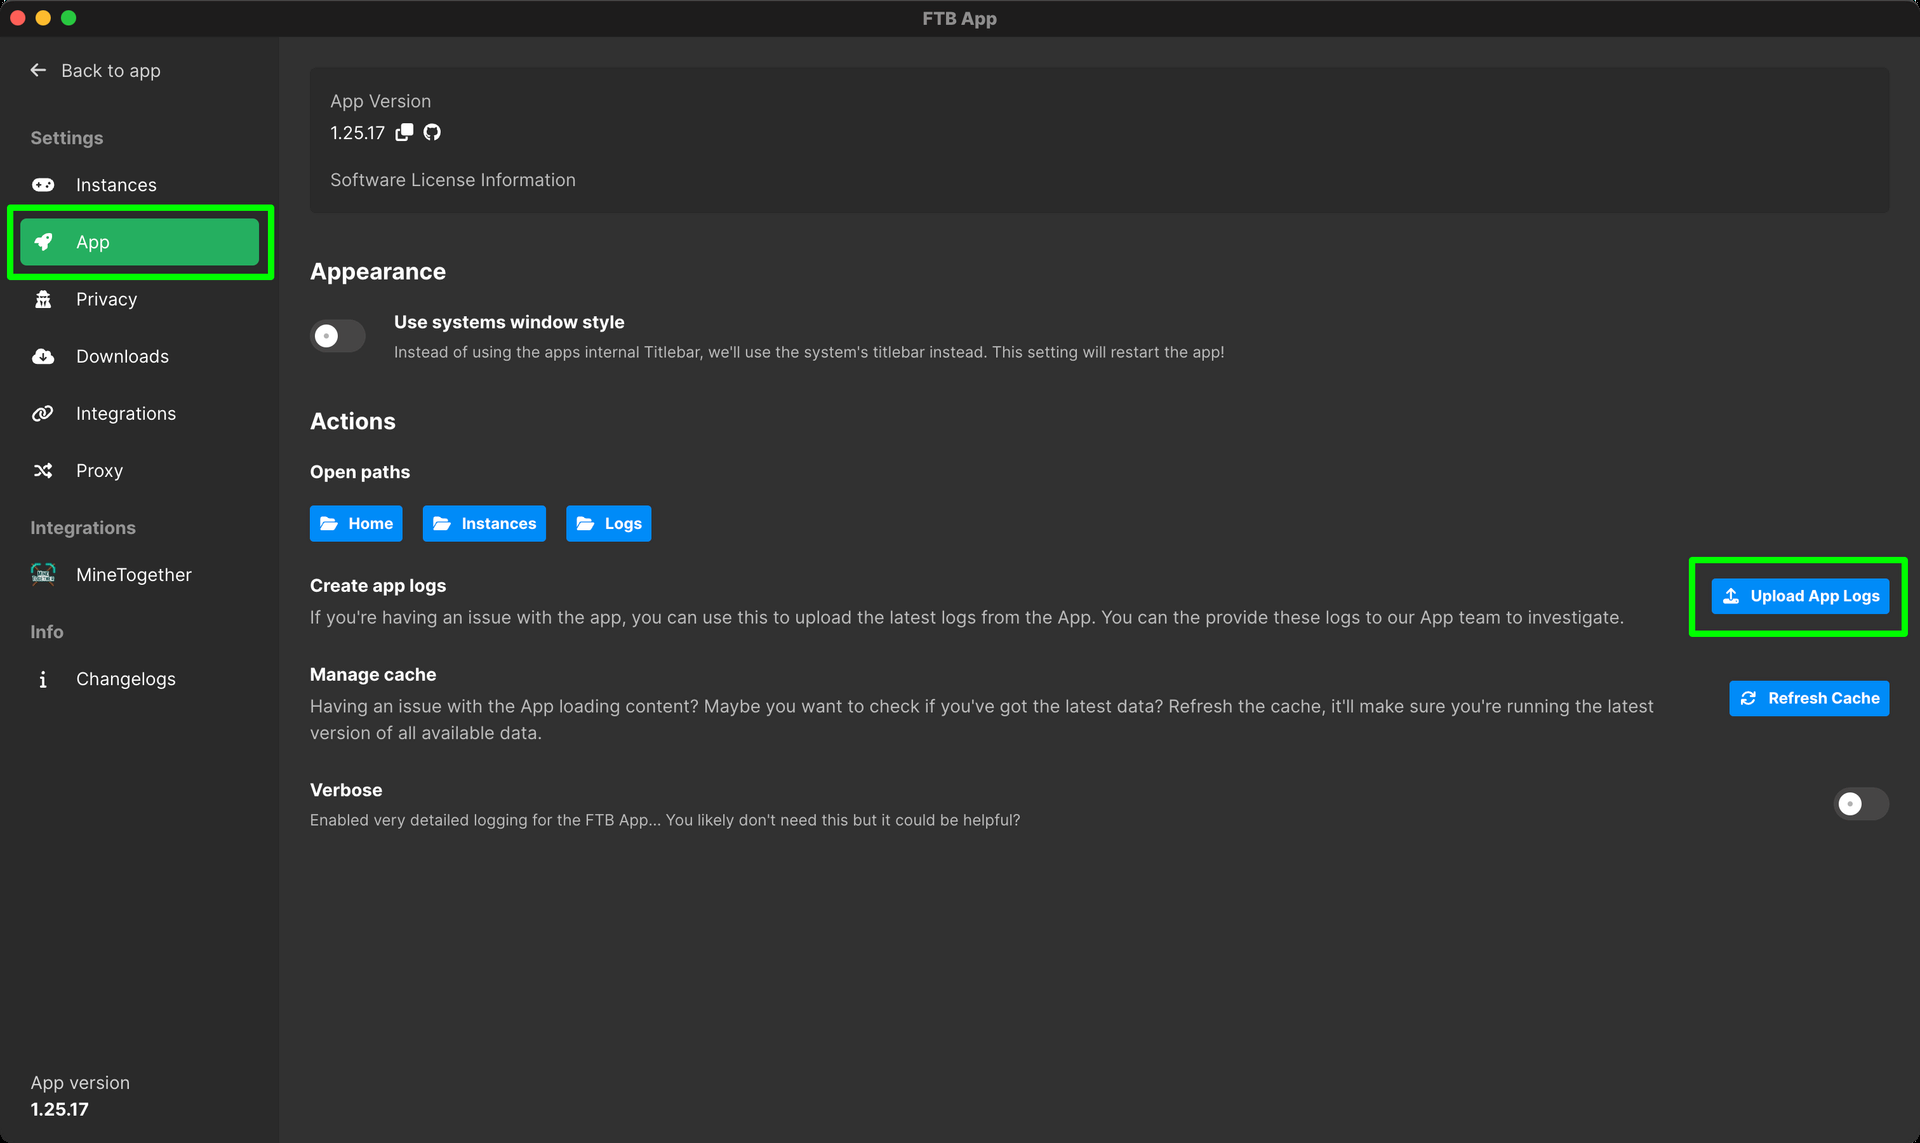 FTB App
Back to app
Settings
Instances
App
Privacy
Downloads
Integrations
Proxy
Integrations
MineTogether
Info
Changelogs
App version
1.25.17
App Version
1.25.17
Software License Information
Appearance
Use systems window style
Instead of using the apps internal Titlebar, we'll use the system's titlebar instead. This setting will restart the app!
Actions
Open paths
Home Instances Logs
Create app logs
If you're having an issue with the app, you can use this to upload the latest logs from the App. You can the provide these logs to our App team to investigate.
Upload App Logs
Manage cache
Having an issue with the App loading content? Maybe you want to check if you've got the latest data? Refresh the cache, it'll make sure you're running the latest
version of all available data.
Refresh Cache
Verbose
Enabled very detailed logging for the FTB App... You likely don't need this but it could be helpful?